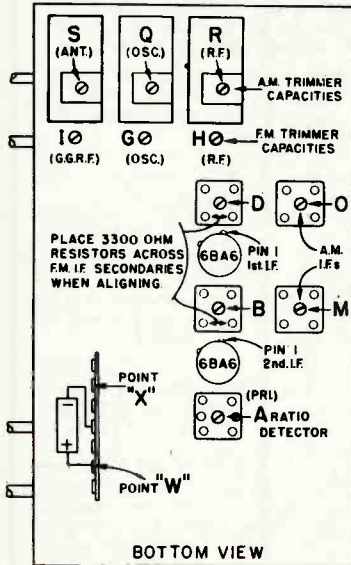 S Q R
(ANT.) (OSC.) (R.F.)
A.M. TRIMMER
CAPACITIES
I G H
(G.G.R.F.) (OSC.) (R.F.)
F.M. TRIMMER
CAPACITIES
D O
PLACE 3300 OHM
RESISTORS ACROSS
F.M. I.F. SECONDARIES
WHEN ALIGNING.
PIN 1
1st. I.F.
6BA6
A.M.
I.F.s
B M
6BA6
PIN 1
2nd. I.F.
(PRI.)
A RATIO
DETECTOR
POINT
"X"
- +
POINT "W"
BOTTOM VIEW